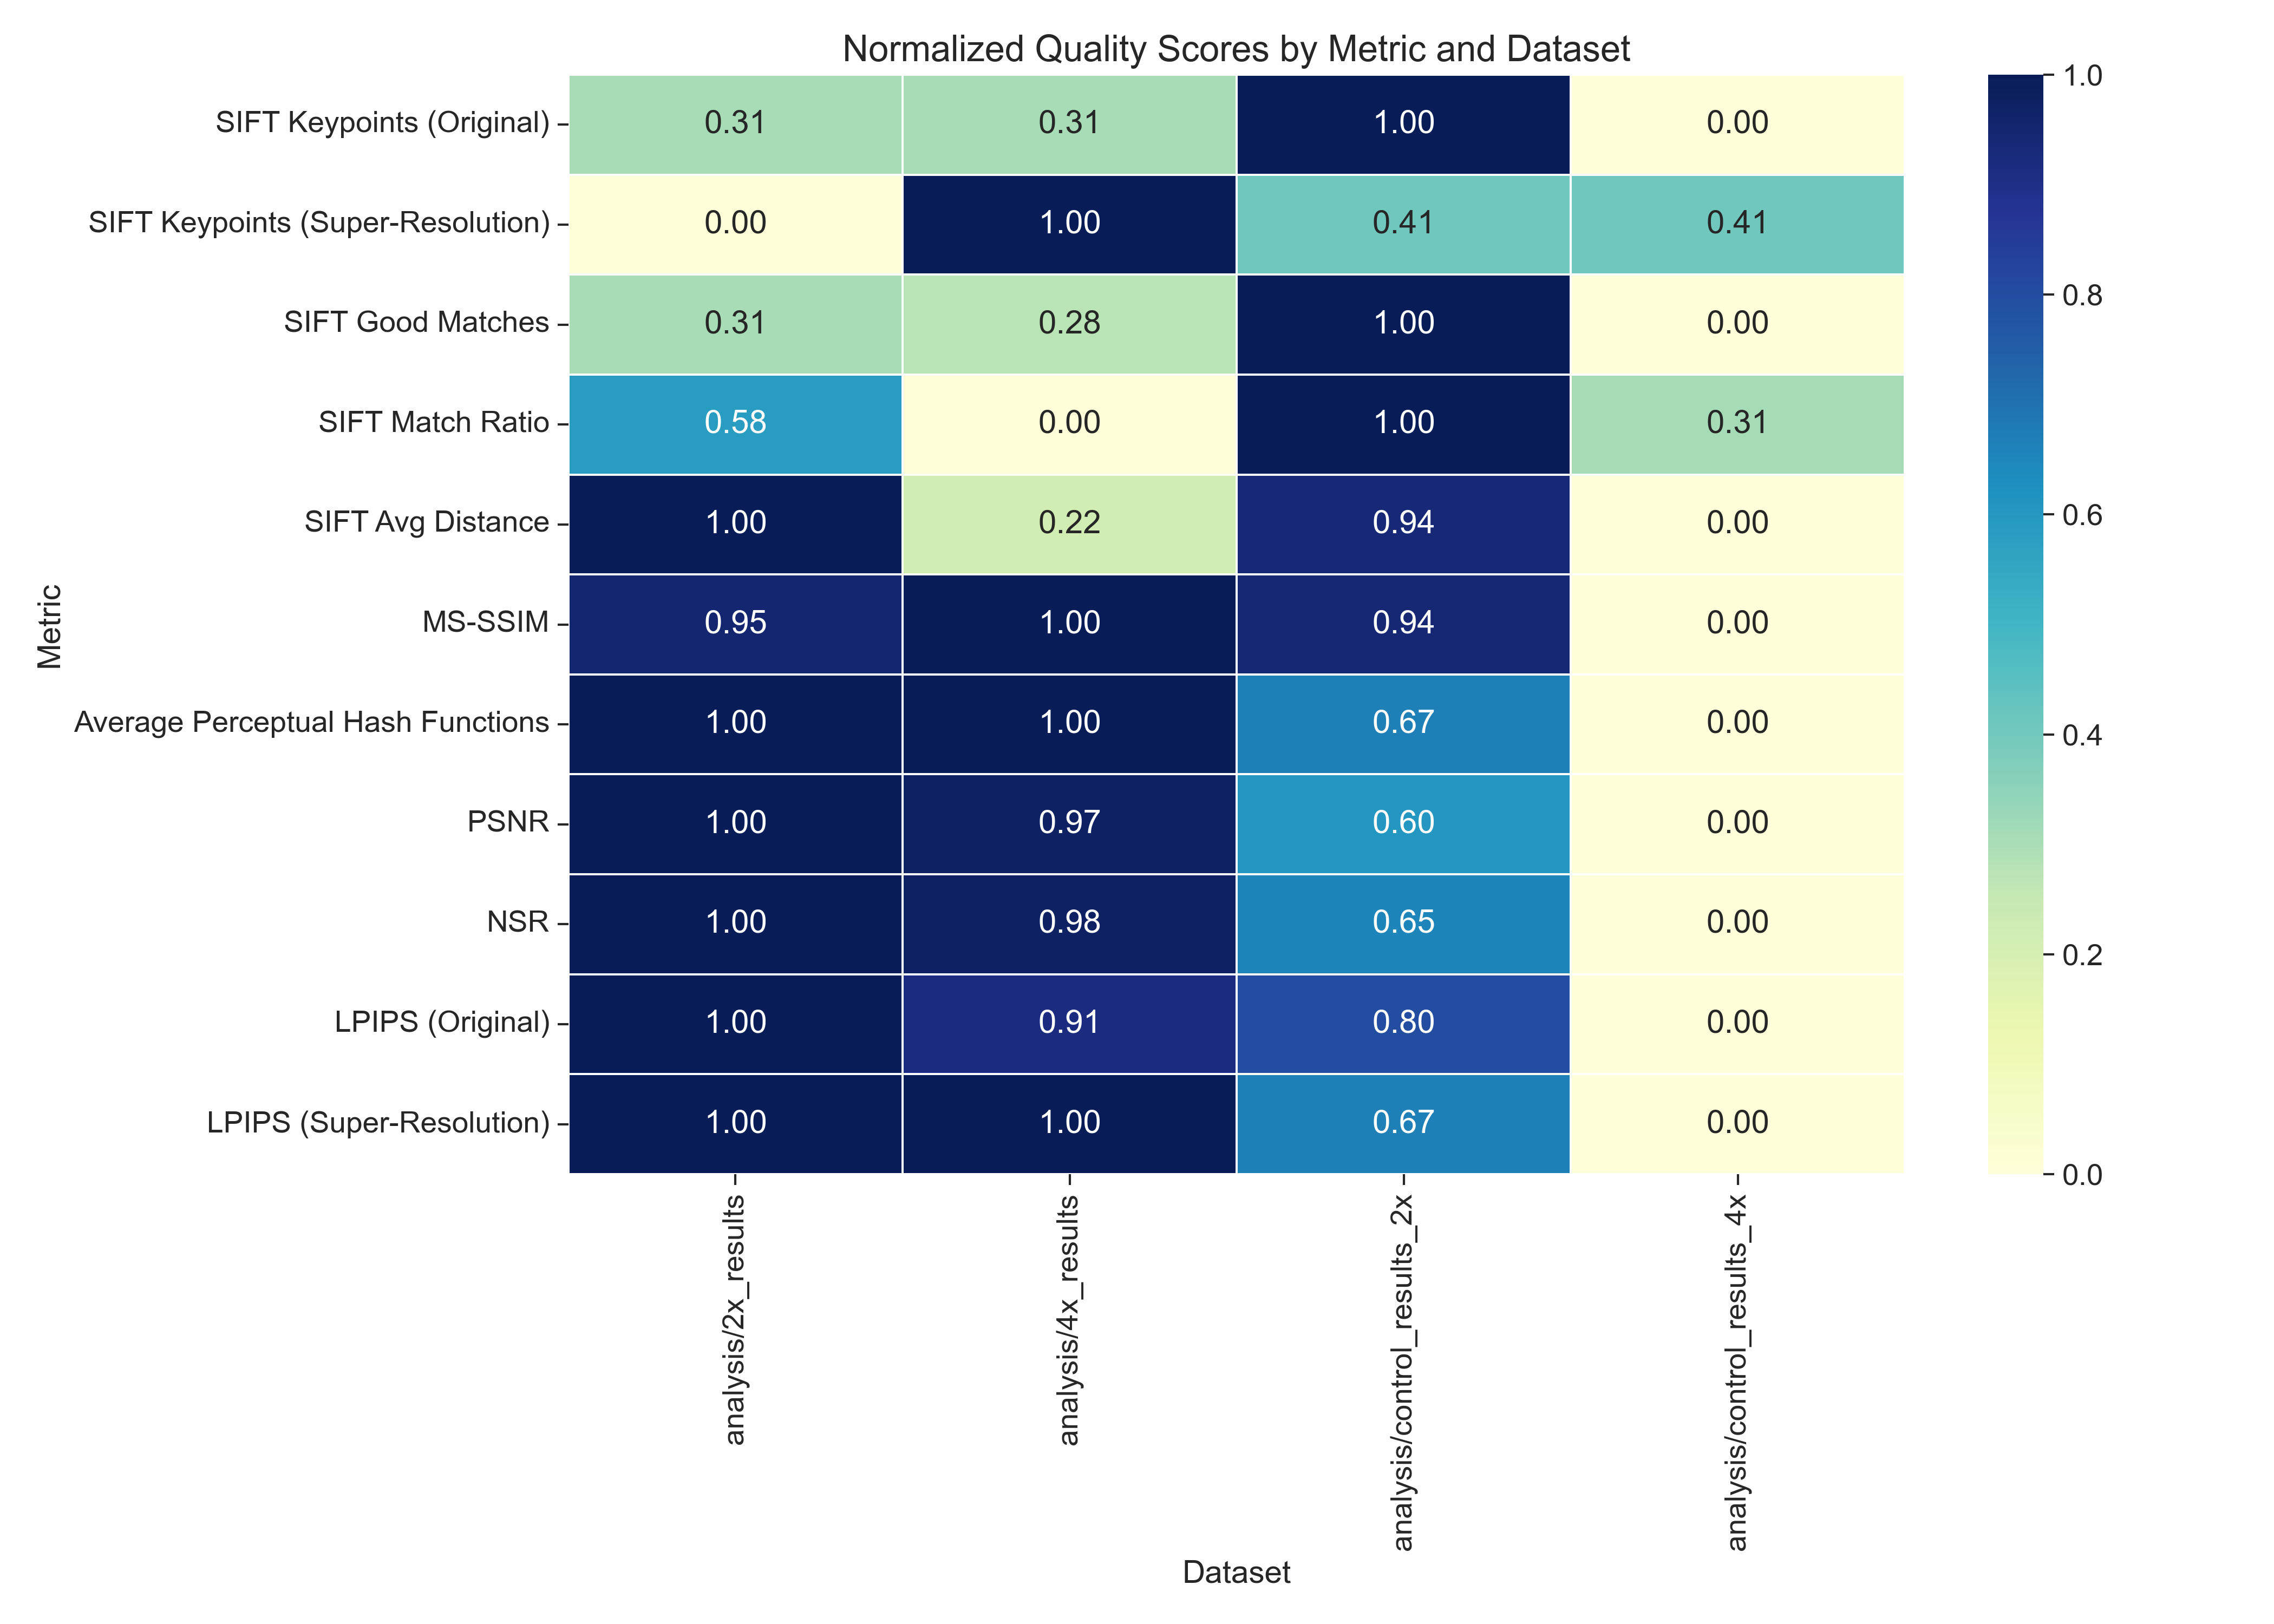 Normalized Quality Scores by Metric and Dataset
SIFT Keypoints (Original) 0.31 0.31 1.00 0.00
SIFT Keypoints (Super-Resolution) 0.00 1.00 0.41 0.41
SIFT Good Matches 0.31 0.28 1.00 0.00
SIFT Match Ratio 0.58 0.00 1.00 0.31
SIFT Avg Distance 1.00 0.22 0.94 0.00
MS-SSIM 0.95 1.00 0.94 0.00
Average Perceptual Hash Functions 1.00 1.00 0.67 0.00
PSNR 1.00 0.97 0.60 0.00
NSR 1.00 0.98 0.65 0.00
LPIPS (Original) 1.00 0.91 0.80 0.00
LPIPS (Super-Resolution) 1.00 1.00 0.67 0.00
Metric
analysis/2x_results
analysis/4x_results
analysis/control_results_2x
analysis/control_results_4x
Dataset
1.0
0.8
0.6
0.4
0.2
0.0